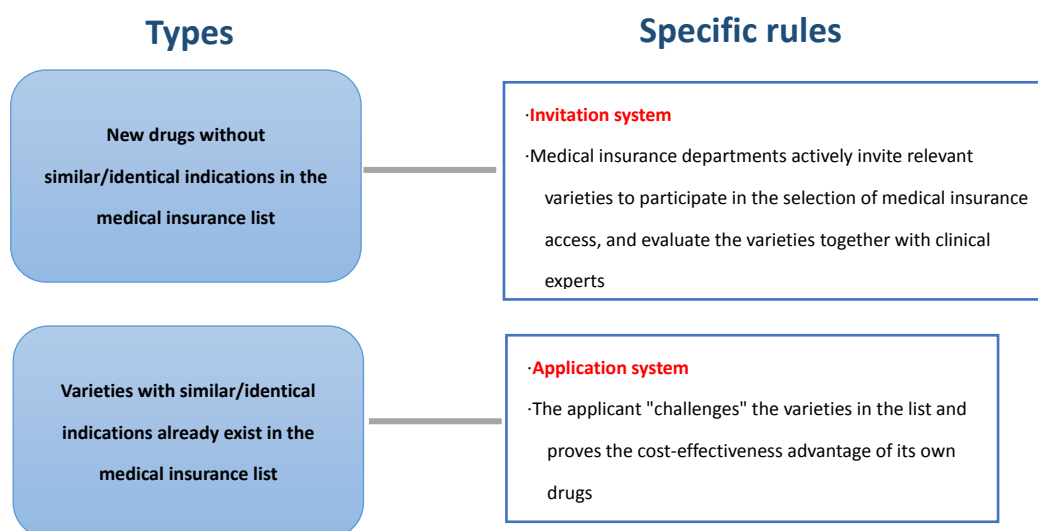 Types
Specific rules
New drugs without
similar/identical indications in the
medical insurance list
·Invitation system
·Medical insurance departments actively invite relevant
varieties to participate in the selection of medical insurance
access, and evaluate the varieties together with clinical
experts
Varieties with similar/identical
indications already exist in the
medical insurance list
·Application system
·The applicant "challenges" the varieties in the list and
proves the cost-effectiveness advantage of its own
drugs